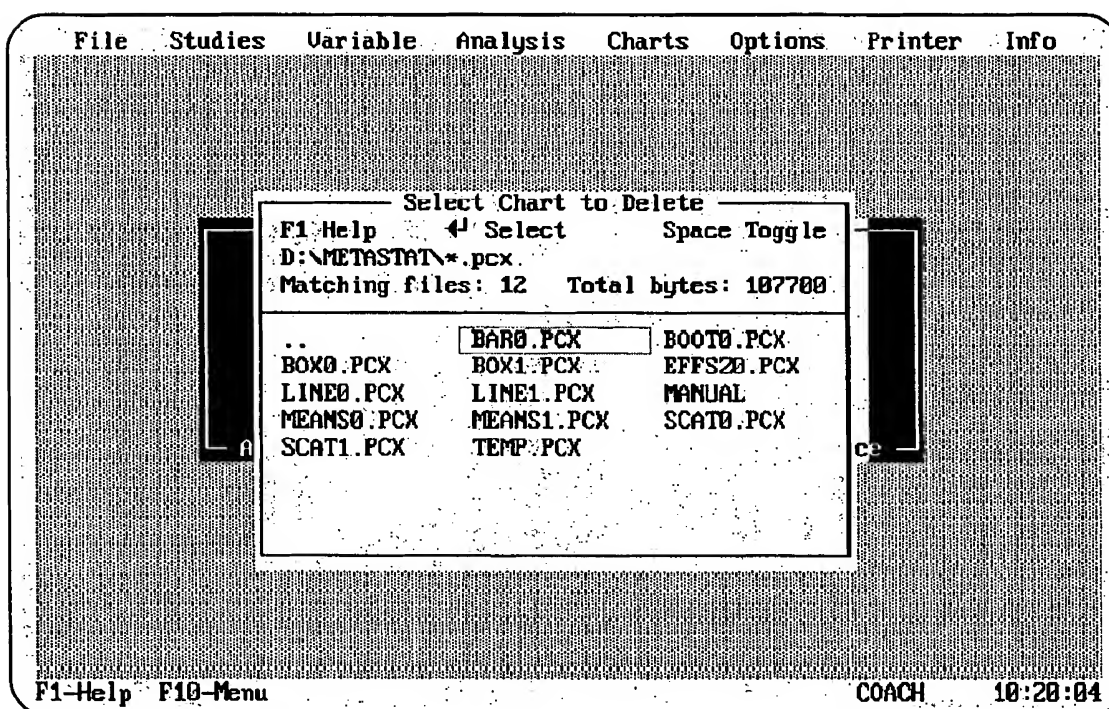 File Studies Variable Analysis Charts Options Printer Info
Select Chart to Delete
F1 Help ↵ Select Space Toggle
D:\METASTAT\*.pcx
Matching files: 12 Total bytes: 107700
.. BAR0.PCX BOOT0.PCX
BOX0.PCX BOX1.PCX EFFSZ0.PCX
LINE0.PCX LINE1.PCX MANUAL
MEANS0.PCX MEANS1.PCX SCAT0.PCX
SCAT1.PCX TEMP.PCX
A ce
F1-Help F10-Menu COACH 10:20:04